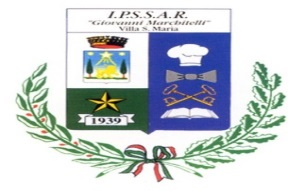 I.P.S.S.A.R.
"Giovanni Marchitelli"
Villa S. Maria
1939